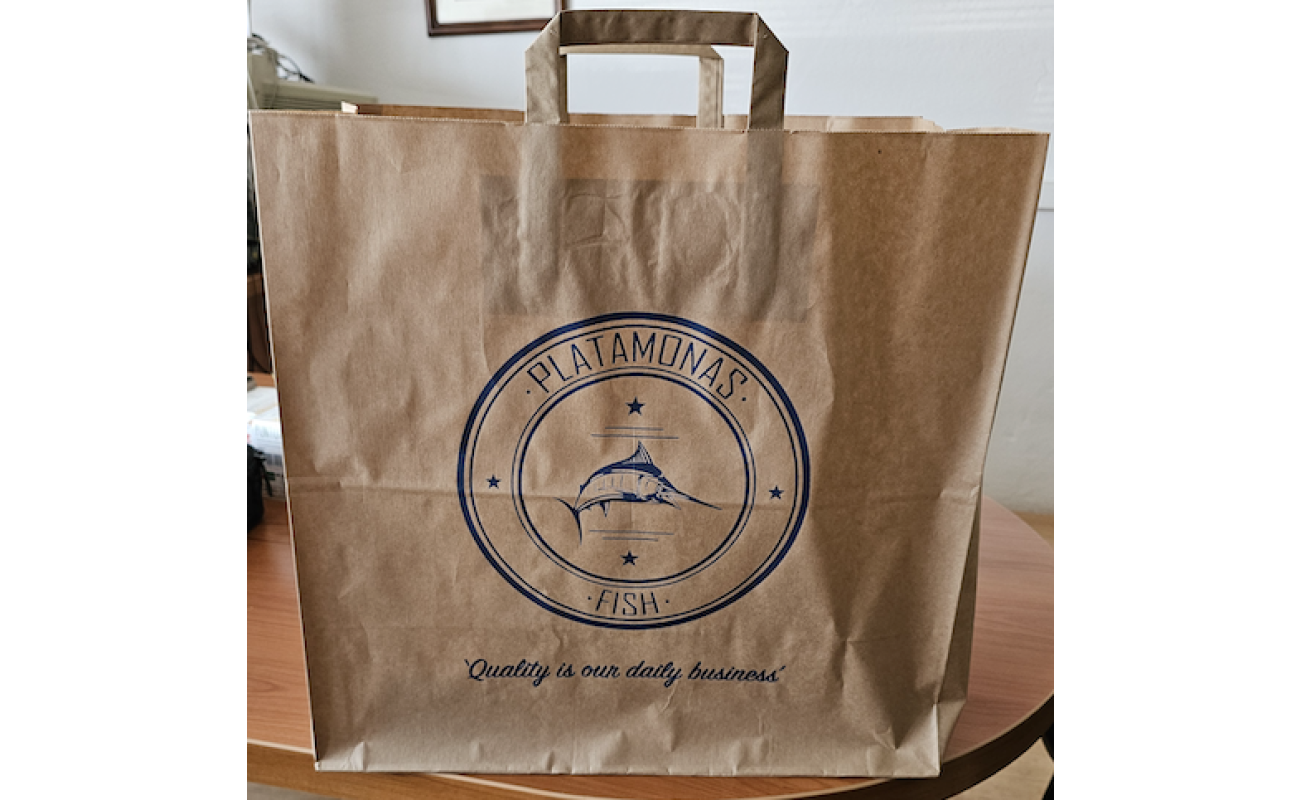 ·PLATAMONAS·
·FISH·
'Quality is our daily business'